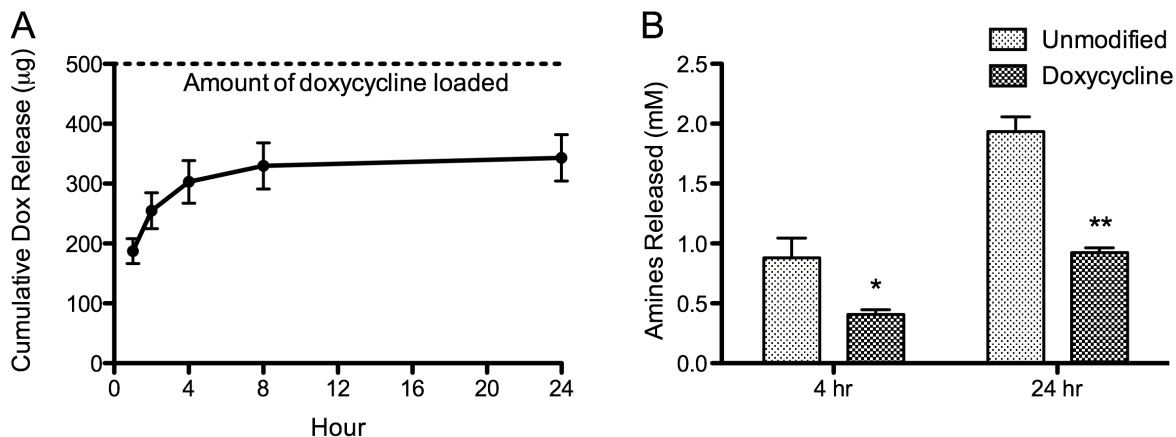 A
Cumulative Dox Release (μg)
500
400
300
200
100
0
Amount of doxycycline loaded
0 4 8 12 16 20 24
Hour
B
Unmodified
Doxycycline
Amines Released (mM)
2.5
2.0
1.5
1.0
0.5
0.0
*
**
4 hr 24 hr